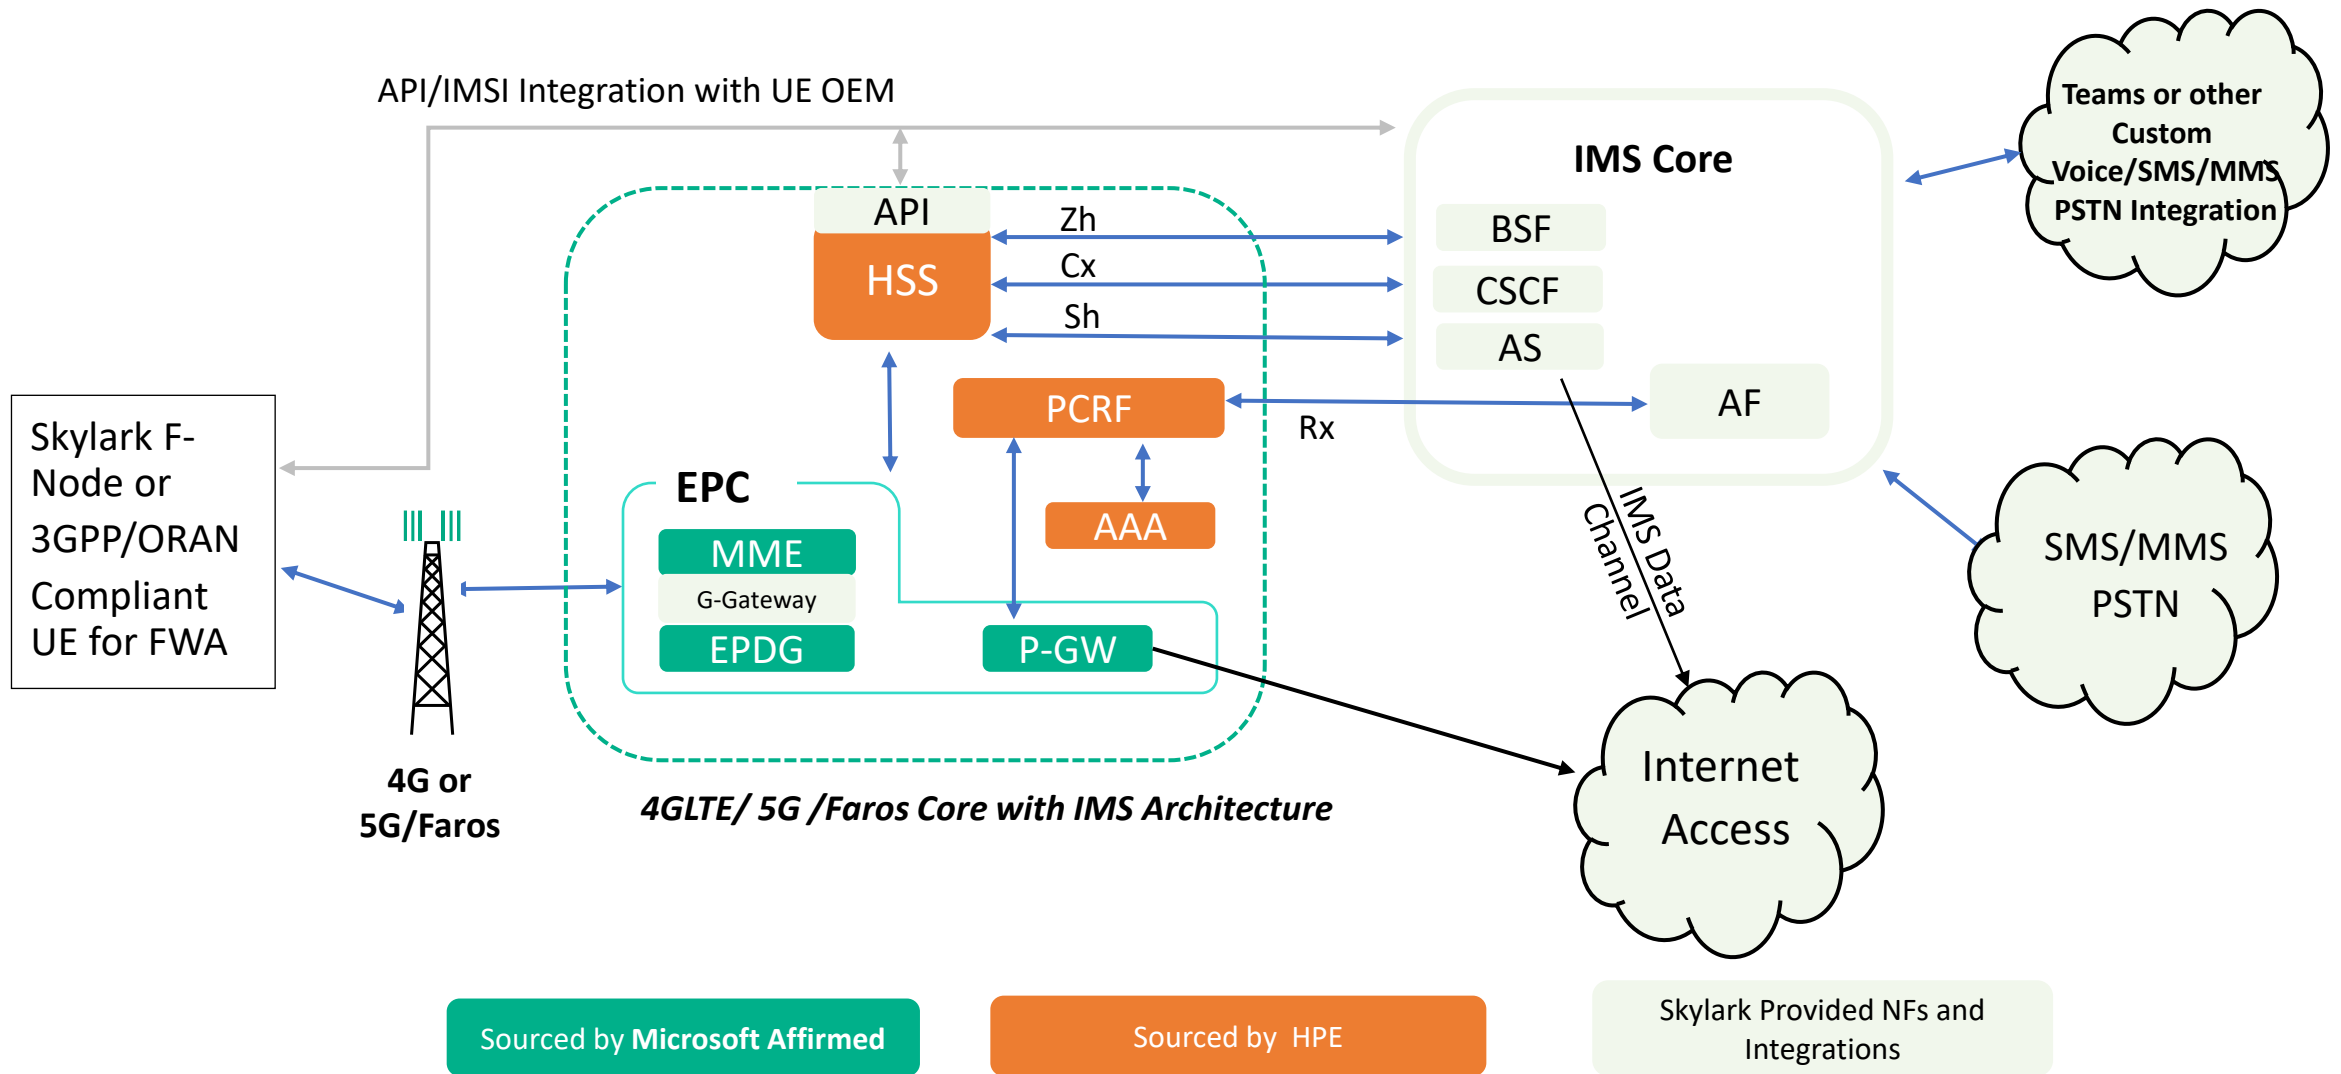 API/IMSI Integration with UE OEM
Teams or other
Custom
Voice/SMS/MMS
PSTN Integration
IMS Core
API
HSS
Zh
Cx
Sh
BSF
CSCF
AS
AF
PCRF
Rx
AAA
Skylark F-
Node or
3GPP/ORAN
Compliant
UE for FWA
EPC
MME
G-Gateway
EPDG
P-GW
IMS Data
Channel
SMS/MMS
PSTN
Internet
Access
4G or
5G/Faros
4GLTE/ 5G /Faros Core with IMS Architecture
Sourced by Microsoft Affirmed
Sourced by HPE
Skylark Provided NFs and
Integrations